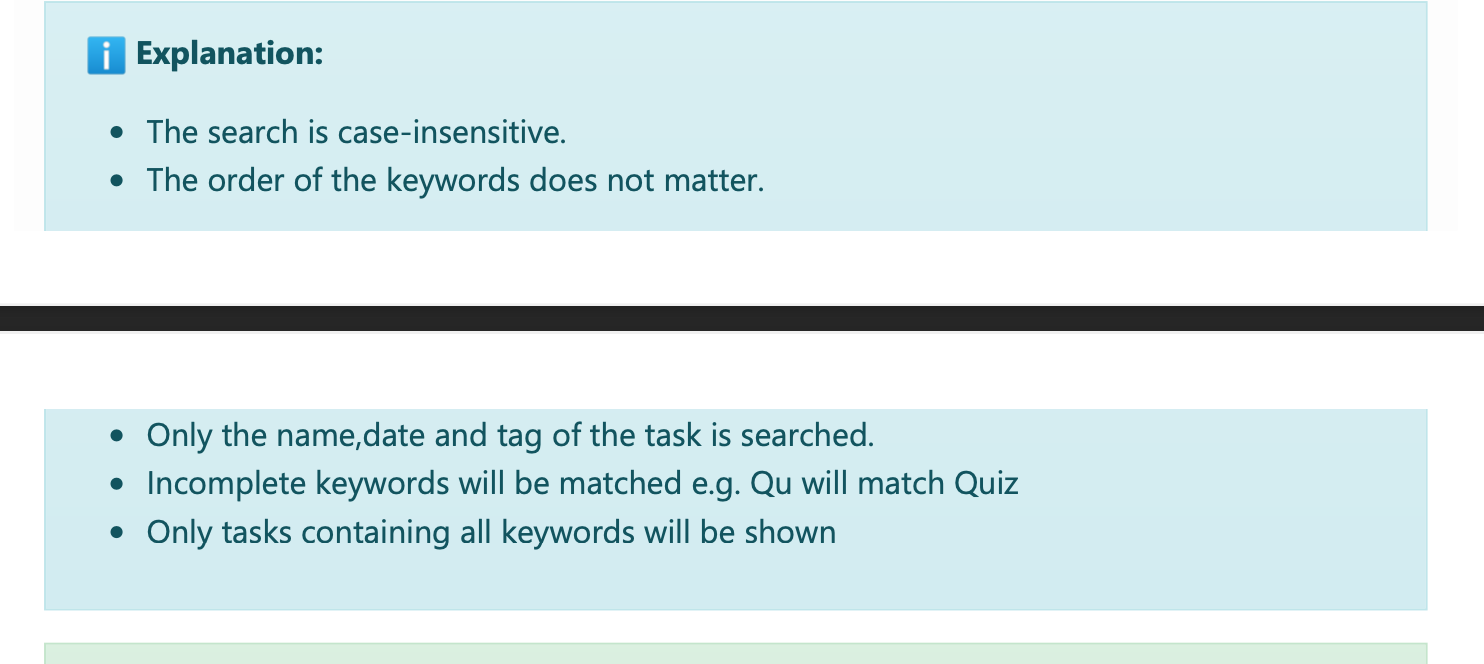 Explanation:
The search is case-insensitive.
The order of the keywords does not matter.
Only the name,date and tag of the task is searched.
Incomplete keywords will be matched e.g. Qu will match Quiz
Only tasks containing all keywords will be shown